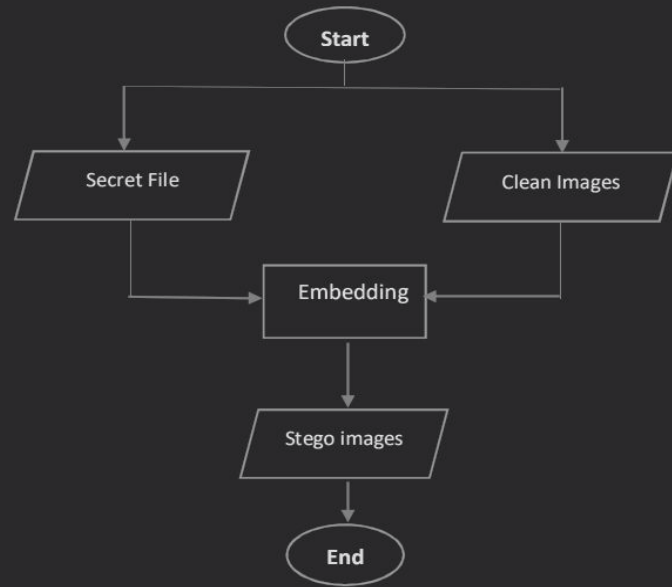 Start
Secret File
Clean Images
Embedding
Stego images
End